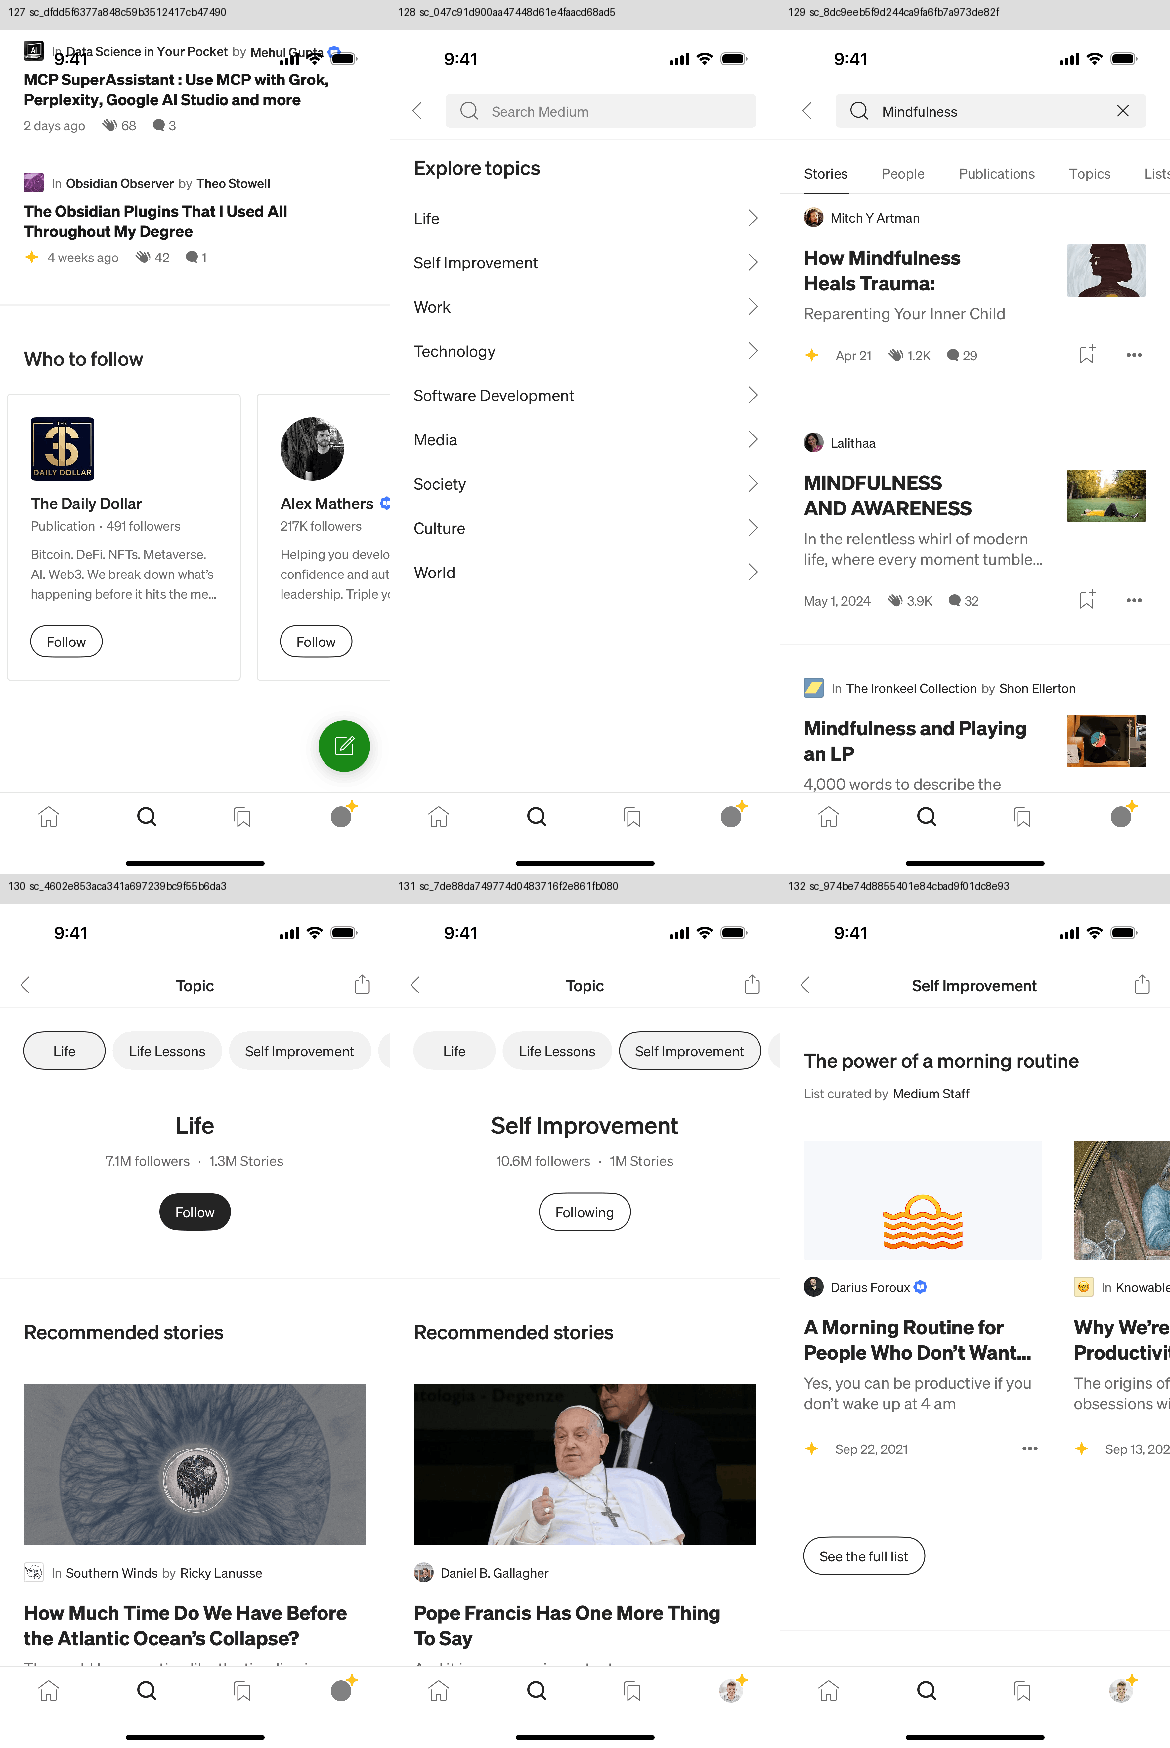 127 sc_dfdd5f6377a848c59b3512417cb47490
In Data Science in Your Pocket by Mehul Gupta
9:41
MCP SuperAssistant : Use MCP with Grok,
Perplexity, Google AI Studio and more
2 days ago 68 3
In Obsidian Observer by Theo Stowell
The Obsidian Plugins That I Used All
Throughout My Degree
4 weeks ago 42 1
Who to follow
DAILY DOLLAR
The Daily Dollar
Publication · 491 followers
Bitcoin. DeFi. NFTs. Metaverse.
AI. Web3. We break down what's
happening before it hits the me...
Follow
Alex Mathers
217K followers
Helping you develo
confidence and aut
leadership. Triple yo
Follow
128 sc_047c91d900aa47448d61e4faacd68ad5
9:41
Search Medium
Explore topics
Life
Self Improvement
Work
Technology
Software Development
Media
Society
Culture
World
129 sc_8dc9eeb5f9d244ca9fa6fb7a973de82f
9:41
Mindfulness
Stories People Publications Topics Lists
Mitch Y Artman
How Mindfulness
Heals Trauma:
Reparenting Your Inner Child
Apr 21 1.2K 29
Lalithaa
MINDFULNESS
AND AWARENESS
In the relentless whirl of modern
life, where every moment tumble...
May 1, 2024 3.9K 32
In The Ironkeel Collection by Shon Ellerton
Mindfulness and Playing
an LP
4,000 words to describe the
130 sc_4602e853aca341a697239bc9f55b6da3
9:41
Topic
Life Life Lessons Self Improvement
Life
7.1M followers · 1.3M Stories
Follow
Recommended stories
In Southern Winds by Ricky Lanusse
How Much Time Do We Have Before
the Atlantic Ocean's Collapse?
131 sc_7de88da749774d0483716f2e861fb080
9:41
Topic
Life Life Lessons Self Improvement
Self Improvement
10.6M followers · 1M Stories
Following
Recommended stories
atologia - Degenze
Daniel B. Gallagher
Pope Francis Has One More Thing
To Say
132 sc_974be74d8855401e84cbad9f01dc8e93
9:41
Self Improvement
The power of a morning routine
List curated by Medium Staff
Darius Foroux
A Morning Routine for
People Who Don't Want...
Yes, you can be productive if you
don't wake up at 4 am
Sep 22, 2021
In Knowable
Why We're
Productivit
The origins of
obsessions wi
Sep 13, 202
See the full list